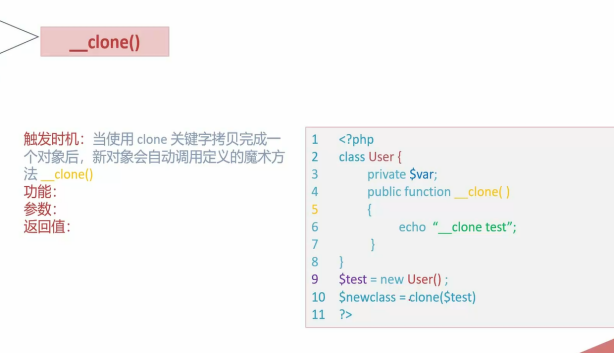 __clone()
触发时机：当使用 clone 关键字拷贝完成一
个对象后，新对象会自动调用定义的魔术方
法 __clone()
功能：
参数：
返回值：
1 <?php
2 class User {
3 private $var;
4 public function __clone( )
5 {
6 echo “__clone test”;
7 }
8 }
9 $test = new User() ;
10 $newclass = clone($test)
11 ?>